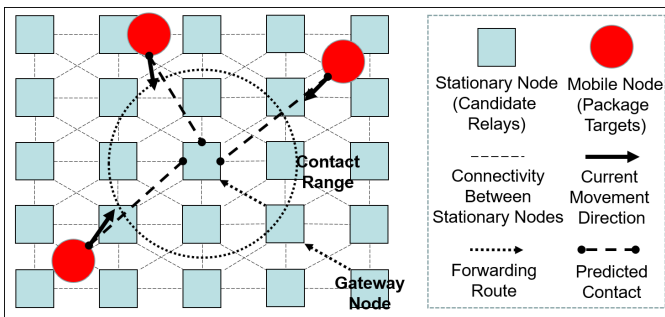 Contact
Range
Gateway
Node
Stationary Node
(Candidate
Relays)
Mobile Node
(Package
Targets)
Connectivity
Between
Stationary Nodes
Current
Movement
Direction
Forwarding
Route
Predicted
Contact